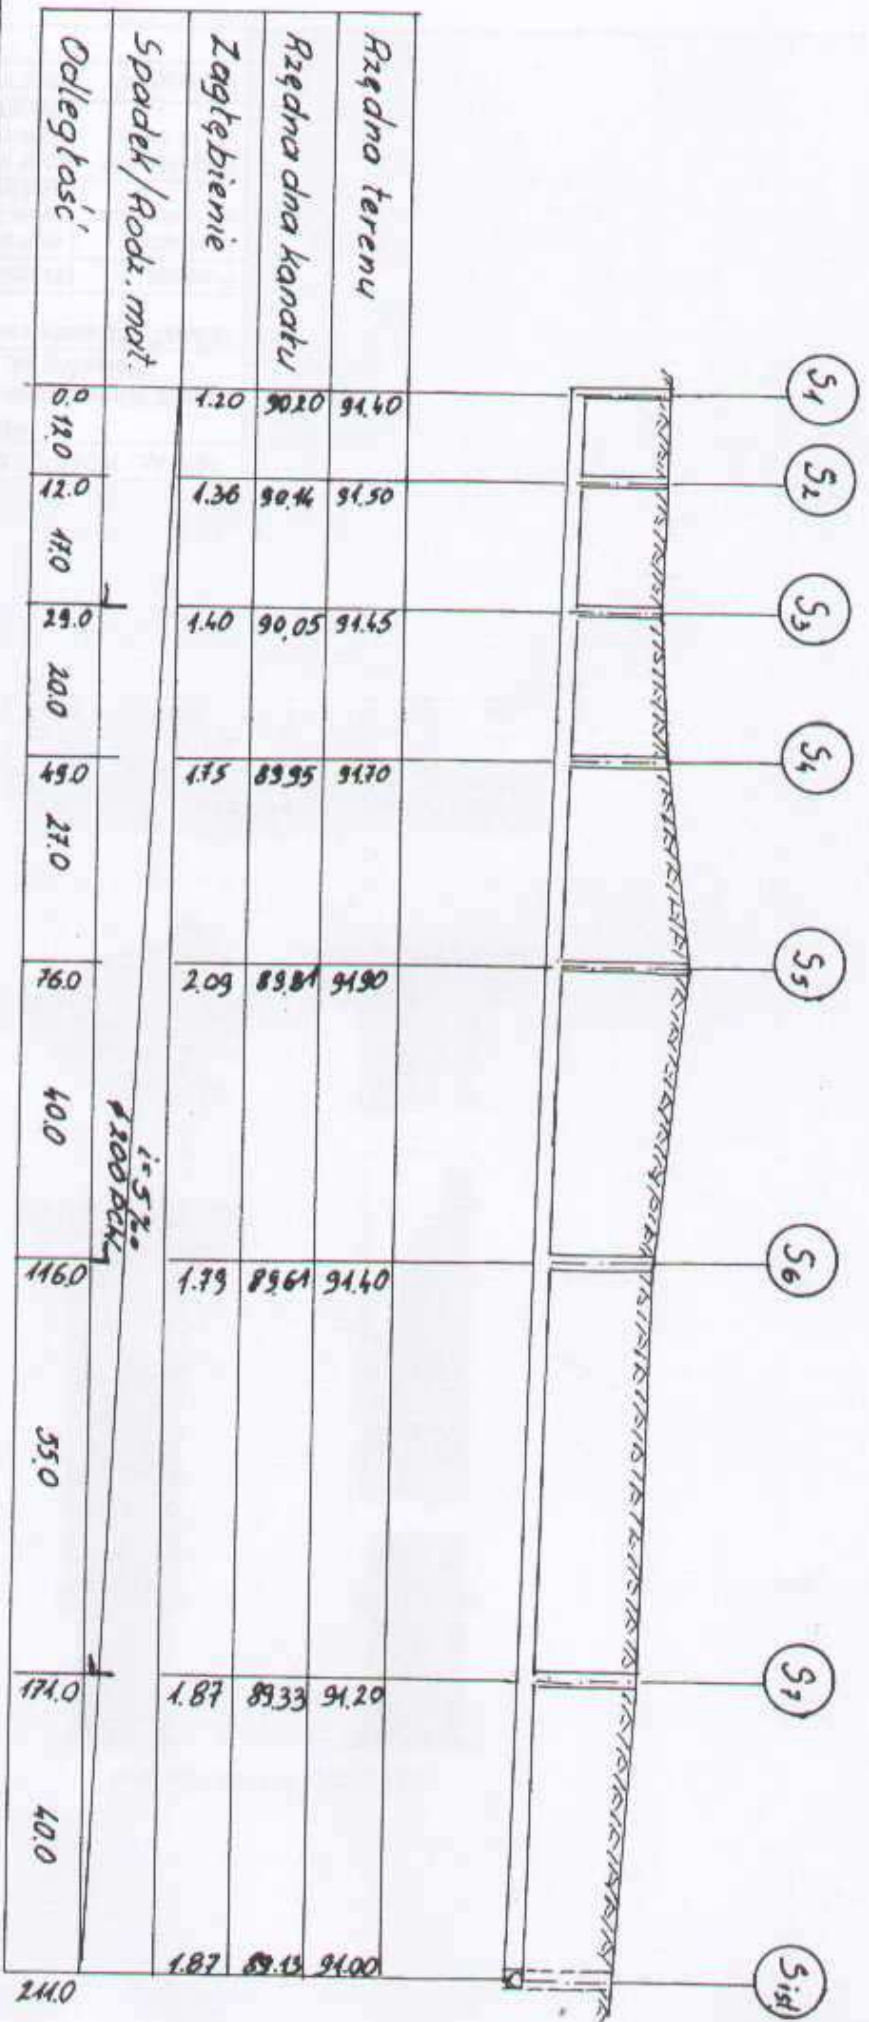 S1 S2 S3 S4 S5 S6 S7 Sist
Rzędna terenu 91.40 91.50 91.45 91.70 91.90 91.40 91.20 91.00
Rzędna dna kanału 90.20 90.14 90,05 89.95 89.81 89.61 89.33 89.13
Zagłębienie 1.20 1.36 1.40 1.75 2.09 1.79 1.87 1.87
Spadek/Rodz. mat. i=5‰
ø200 PCK
Odległość 0.0 12.0 12.0 17.0 29.0 20.0 49.0 27.0 76.0 40.0 116.0 55.0 171.0 40.0 211.0